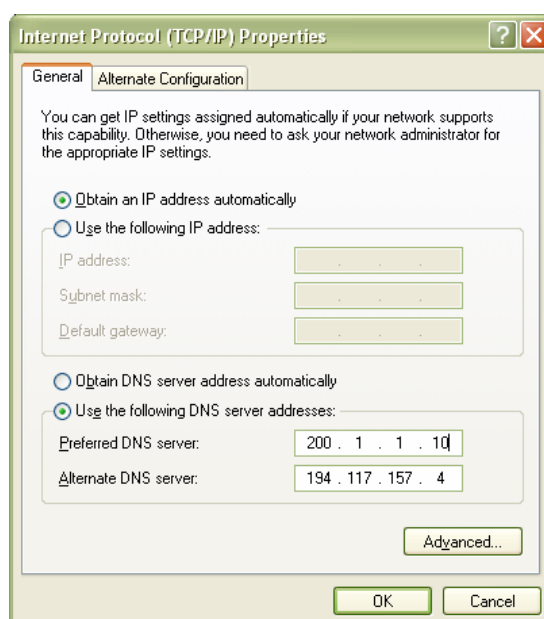 Internet Protocol (TCP/IP) Properties
General
Alternate Configuration
You can get IP settings assigned automatically if your network supports
this capability. Otherwise, you need to ask your network administrator for
the appropriate IP settings.
Obtain an IP address automatically
Use the following IP address:
IP address:
. . .
Subnet mask:
. . .
Default gateway:
. . .
Obtain DNS server address automatically
Use the following DNS server addresses:
Preferred DNS server: 200 . 1 . 1 . 10
Alternate DNS server: 194 . 117 . 157 . 4
Advanced...
OK Cancel